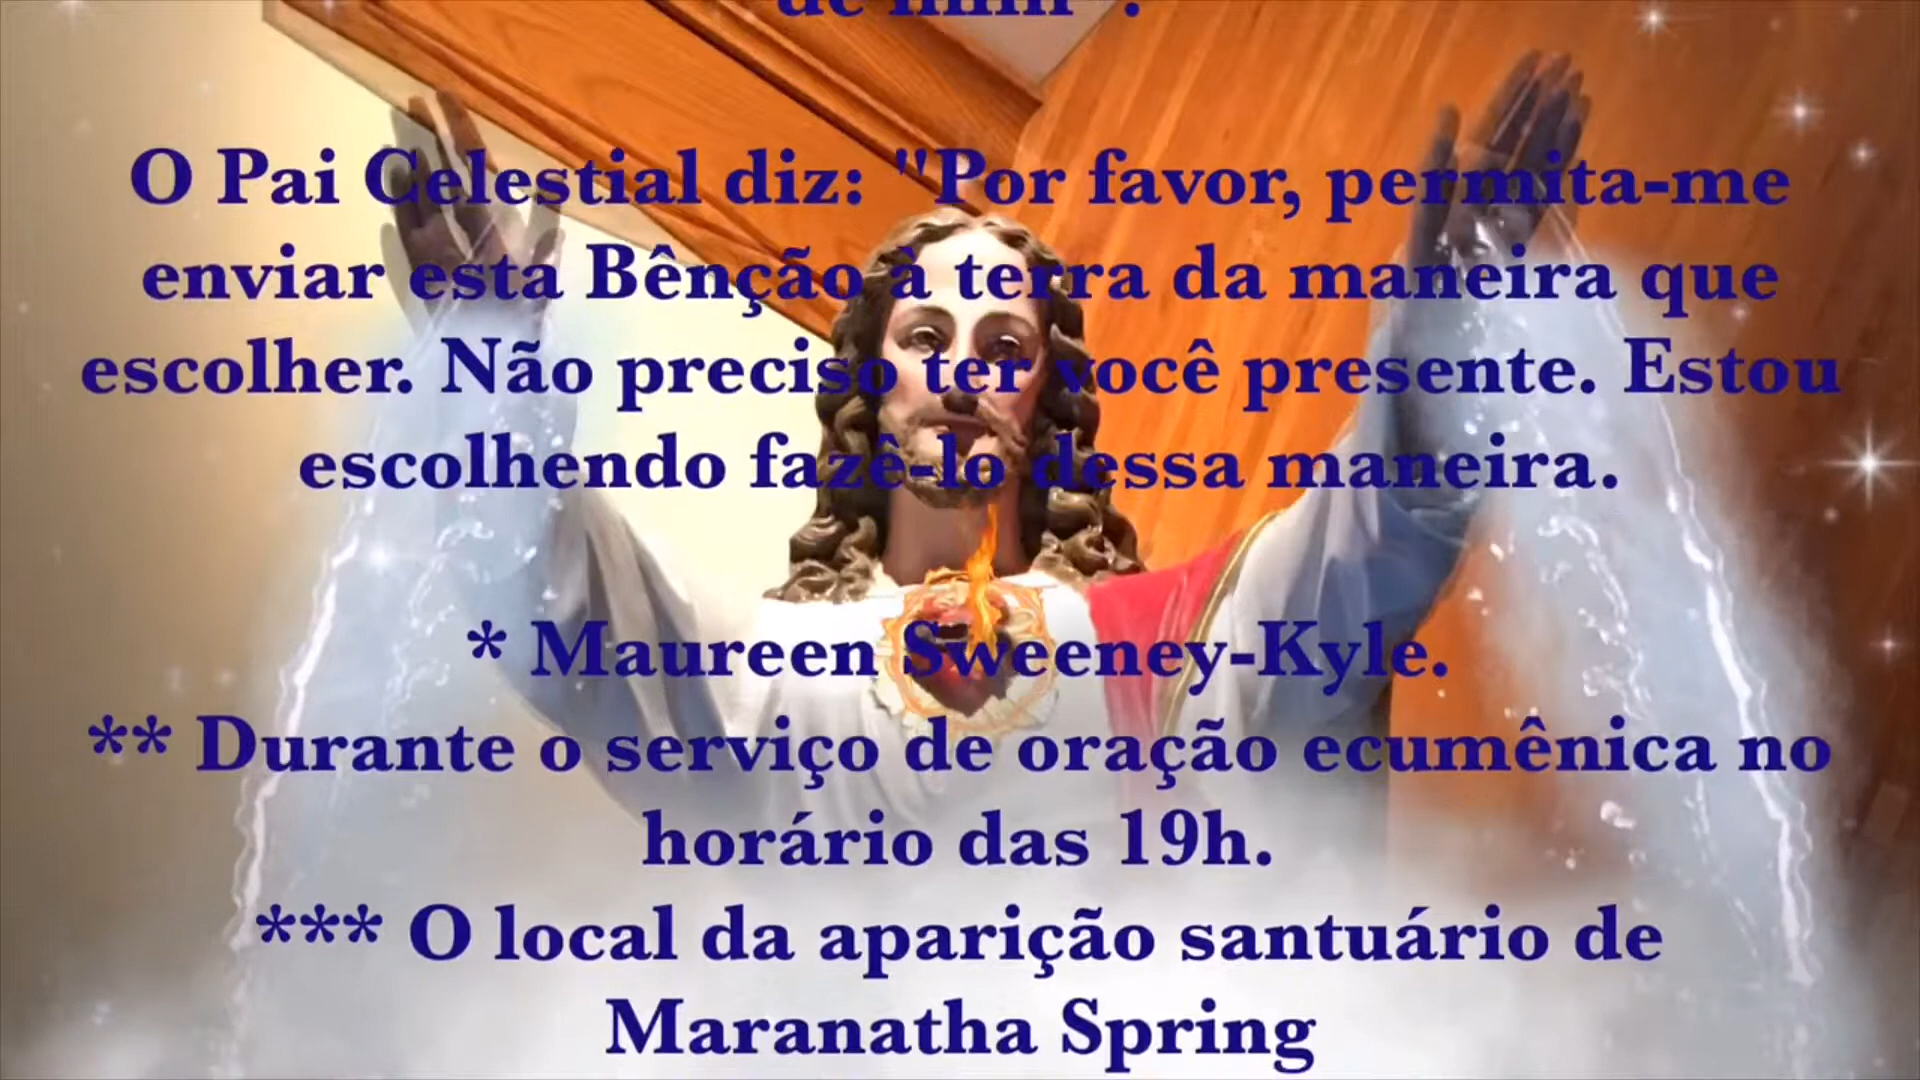 O Pai Celestial diz: "Por favor, permita-me
enviar esta Bênção à terra da maneira que
escolher. Não preciso ter você presente. Estou
escolhendo fazê-lo dessa maneira.
* Maureen Sweeney-Kyle.
** Durante o serviço de oração ecumênica no
horário das 19h.
*** O local da aparição santuário de
Maranatha Spring